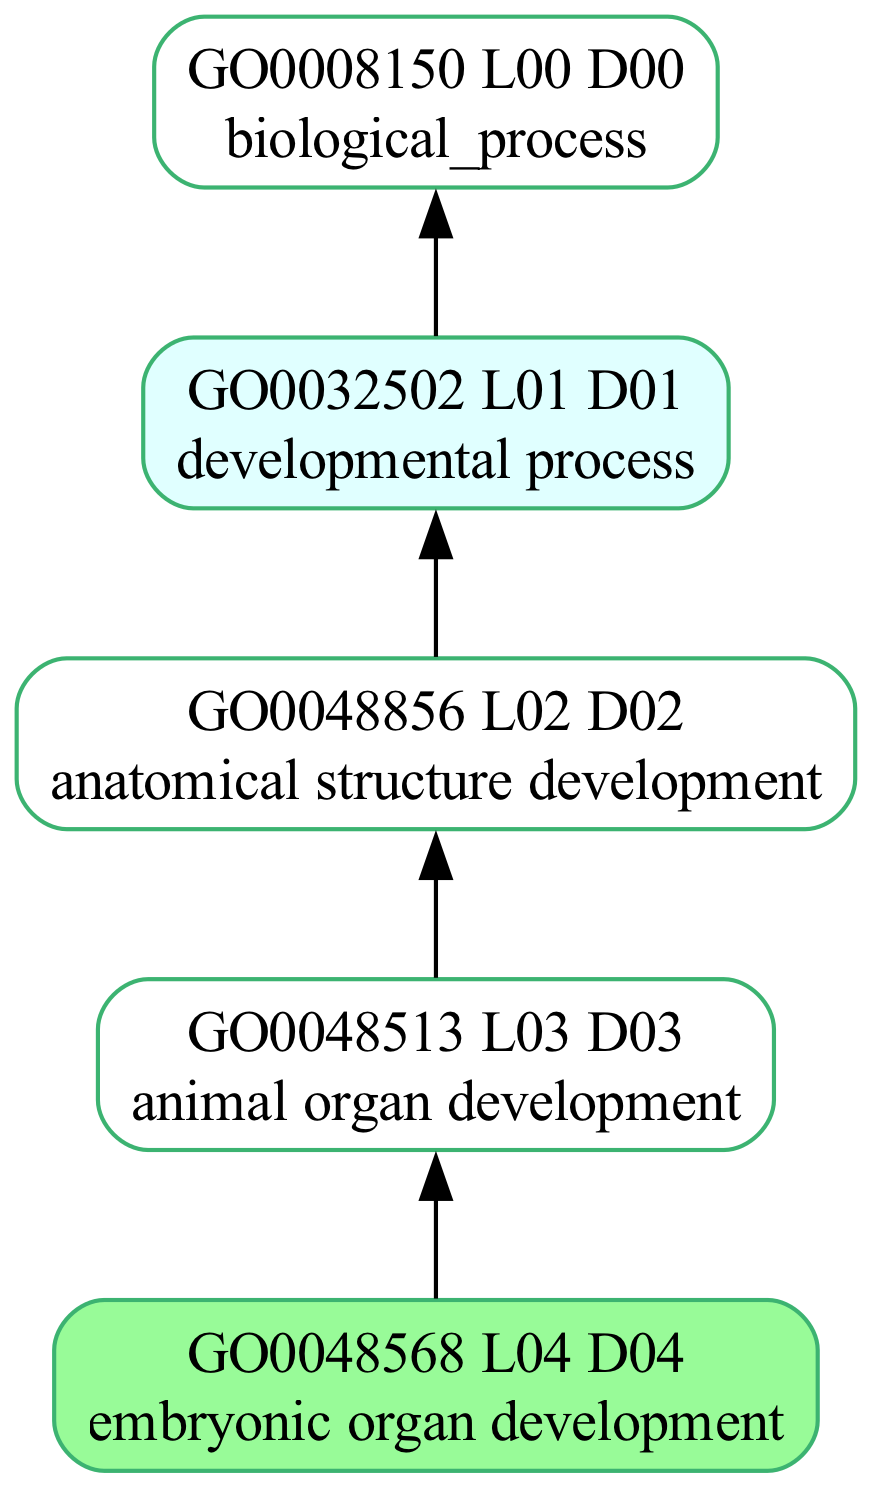 GO0008150 L00 D00
biological_process
GO0032502 L01 D01
developmental process
GO0048856 L02 D02
anatomical structure development
GO0048513 L03 D03
animal organ development
GO0048568 L04 D04
embryonic organ development